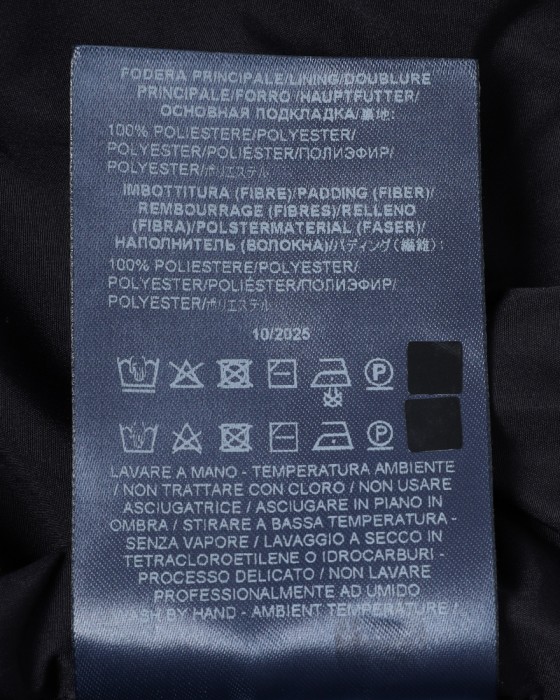 FODERA PRINCIPALE/LINING/DOUBLURE
PRINCIPALE/FORRO /HAUPTFUTTER/
ОСНОВНАЯ ПОДКЛАДКА/裏地:
100% POLIESTERE/POLYESTER/
POLYESTER/POLIÉSTER/ПОЛИЭФИР/
POLYESTER/ポリエステル
IMBOTTITURA (FIBRE)/PADDING (FIBER)/
REMBOURRAGE (FIBRES)/RELLENO
(FIBRA)/POLSTERMATERIAL (FASER)/
НАПОЛНИТЕЛЬ (ВОЛОКНА)/パディング(繊維):
100% POLIESTERE/POLYESTER/
POLYESTER/POLIÉSTER/ПОЛИЭФИР/
POLYESTER/ポリエステル
10/2025
P
P
LAVARE A MANO - TEMPERATURA AMBIENTE
/ NON TRATTARE CON CLORO / NON USARE
ASCIUGATRICE / ASCIUGARE IN PIANO IN
OMBRA / STIRARE A BASSA TEMPERATURA -
SENZA VAPORE / LAVAGGIO A SECCO IN
TETRACLOROETILENE O IDROCARBURI -
PROCESSO DELICATO / NON LAVARE
PROFESSIONALMENTE AD UMIDO
WASH BY HAND - AMBIENT TEMPERATURE /